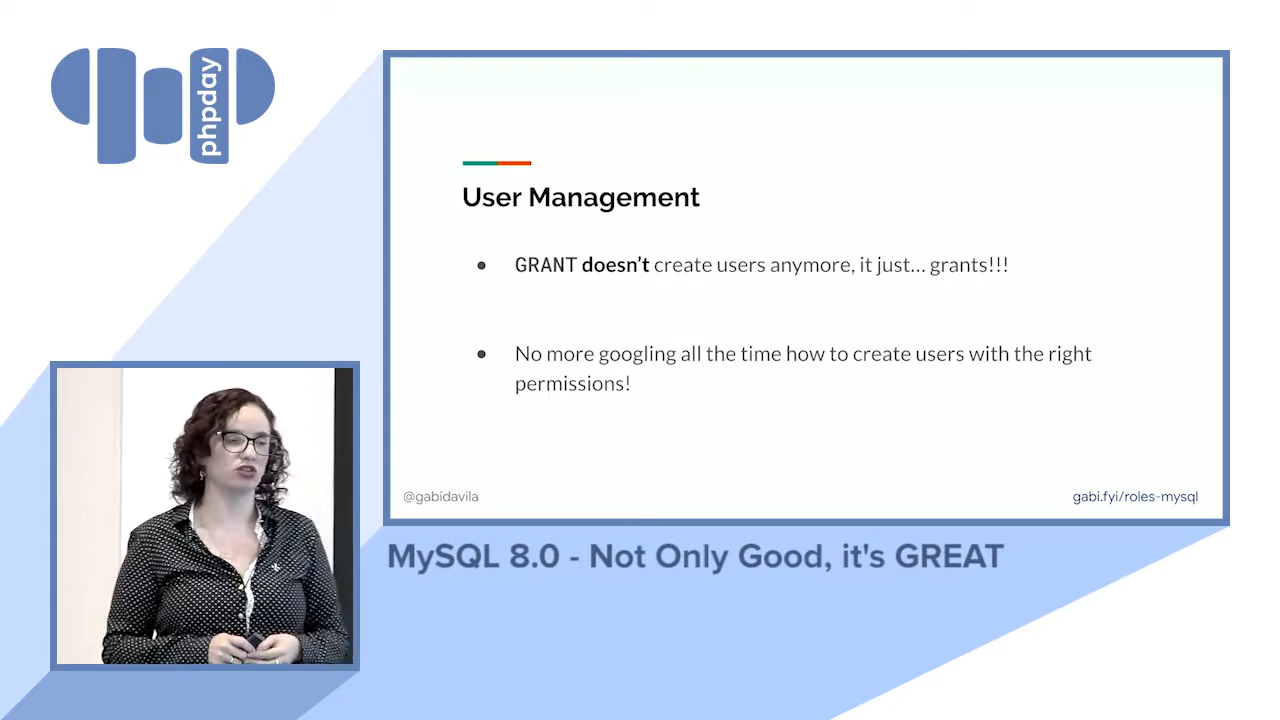 phpday
User Management
● GRANT doesn't create users anymore, it just... grants!!!
● No more googling all the time how to create users with the right
permissions!
@gabidavila
gabi.fyi/roles-mysql
MySQL 8.0 - Not Only Good, it's GREAT